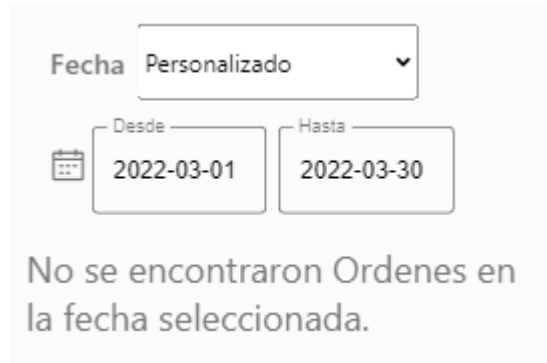 Fecha Personalizado
Desde Hasta
2022-03-01 2022-03-30
No se encontraron Ordenes en
la fecha seleccionada.